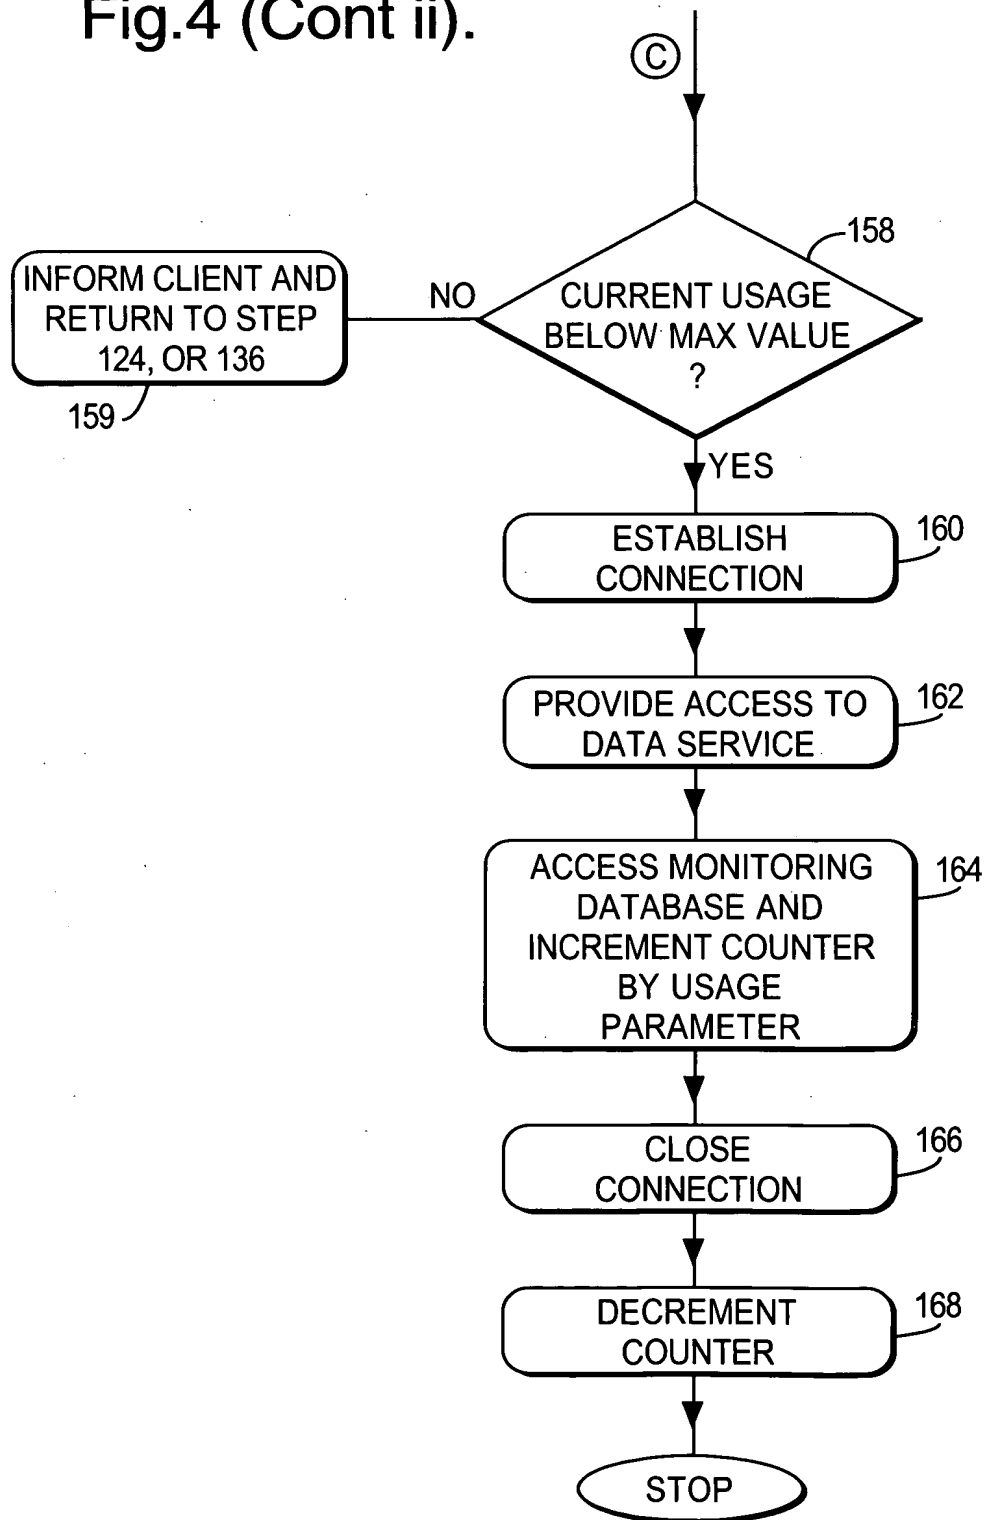 Fig.4 (Cont ii).
C
158
INFORM CLIENT AND
RETURN TO STEP
124, OR 136
159
NO
CURRENT USAGE
BELOW MAX VALUE
?
YES
ESTABLISH
CONNECTION
160
PROVIDE ACCESS TO
DATA SERVICE
162
ACCESS MONITORING
DATABASE AND
INCREMENT COUNTER
BY USAGE
PARAMETER
164
CLOSE
CONNECTION
166
DECREMENT
COUNTER
168
STOP